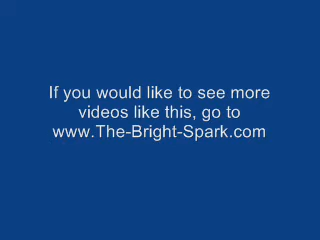 If you would like to see more
videos like this, go to
www.The-Bright-Spark.com